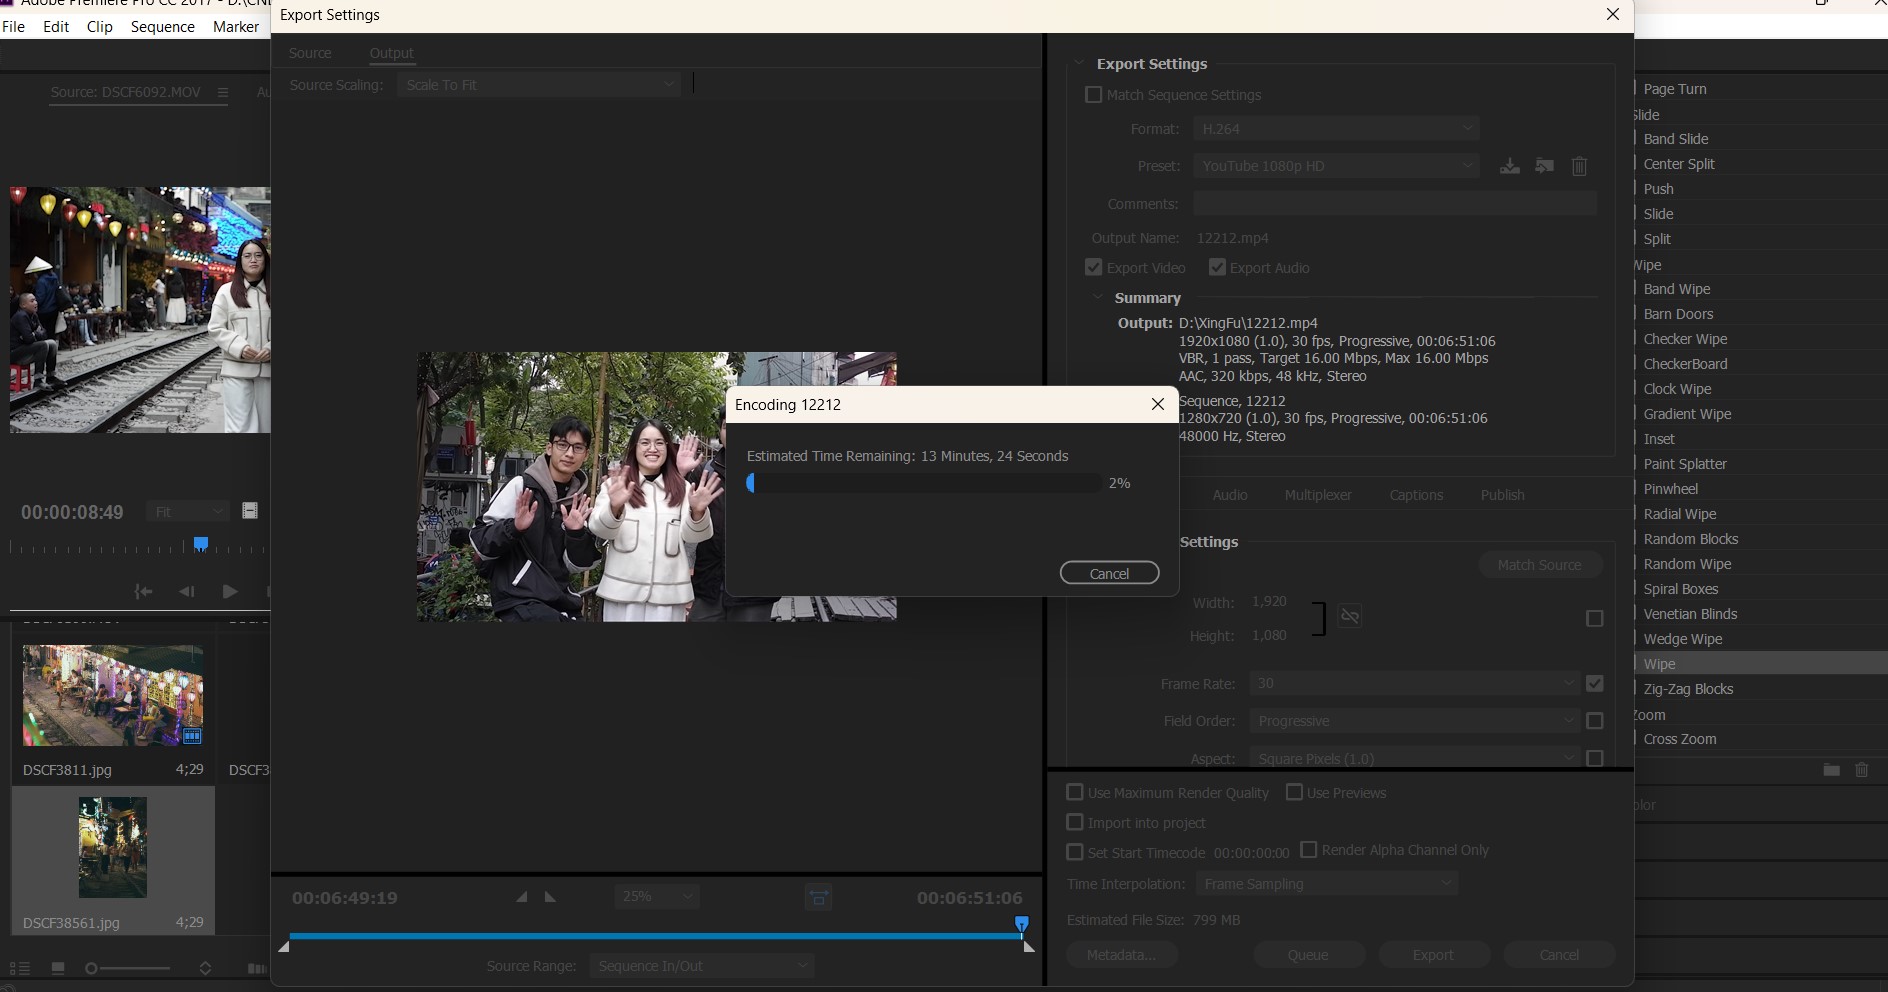 Adobe Premiere Pro CC 2017 - D:\CN
Export Settings
File Edit Clip Sequence Marker
Source: DSCF6092.MOV
Source Output
Source Scaling: Scale To Fit
Export Settings
Match Sequence Settings
Format: H.264
Preset: YouTube 1080p HD
Comments:
Output Name: 12212.mp4
Export Video Export Audio
Summary
Output: D:\XingFu\12212.mp4
1920x1080 (1.0), 30 fps, Progressive, 00:06:51:06
VBR, 1 pass, Target 16.00 Mbps, Max 16.00 Mbps
AAC, 320 kbps, 48 kHz, Stereo
Sequence, 12212
1280x720 (1.0), 30 fps, Progressive, 00:06:51:06
48000 Hz, Stereo
Encoding 12212
Estimated Time Remaining: 13 Minutes, 24 Seconds
2%
Cancel
Audio Multiplexer Captions Publish
Settings
Match Source
Width: 1,920
Height: 1,080
Frame Rate: 30
Field Order: Progressive
Aspect: Square Pixels (1.0)
Use Maximum Render Quality Use Previews
Import into project
Set Start Timecode 00:00:00:00 Render Alpha Channel Only
Time Interpolation: Frame Sampling
Estimated File Size: 799 MB
Metadata... Queue Export Cancel
00:00:08:49 Fit
DSCF3811.jpg 4;29 DSCF3
DSCF38561.jpg 4;29
00:06:49:19 25% 00:06:51:06
Source Range: Sequence In/Out
Page Turn
Slide
Band Slide
Center Split
Push
Slide
Split
Wipe
Band Wipe
Barn Doors
Checker Wipe
CheckerBoard
Clock Wipe
Gradient Wipe
Inset
Paint Splatter
Pinwheel
Radial Wipe
Random Blocks
Random Wipe
Spiral Boxes
Venetian Blinds
Wedge Wipe
Wipe
Zig-Zag Blocks
Zoom
Cross Zoom
olor